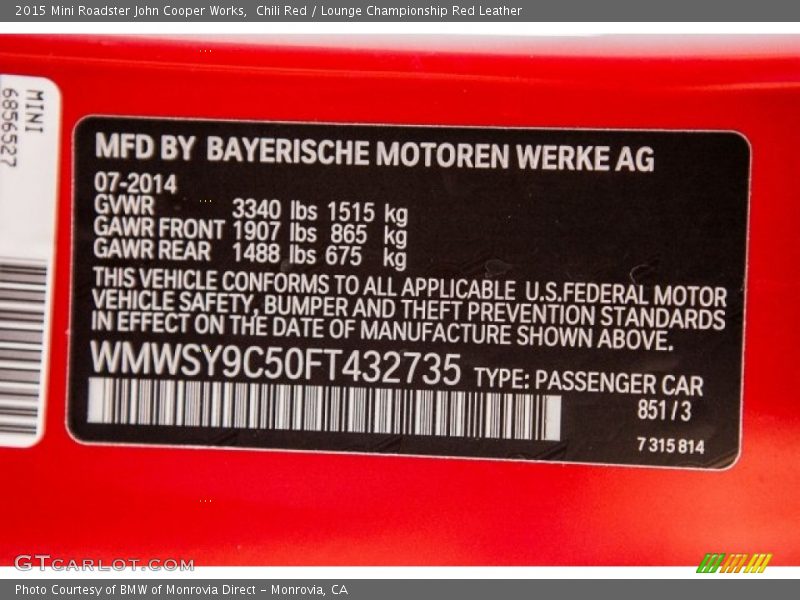 2015 Mini Roadster John Cooper Works,  Chili Red / Lounge Championship Red Leather
MINI
6856527
MFD BY BAYERISCHE MOTOREN WERKE AG
07-2014
GVWR 3340 lbs 1515 kg
GAWR FRONT 1907 lbs 865 kg
GAWR REAR 1488 lbs 675 kg
THIS VEHICLE CONFORMS TO ALL APPLICABLE U.S.FEDERAL MOTOR
VEHICLE SAFETY, BUMPER AND THEFT PREVENTION STANDARDS
IN EFFECT ON THE DATE OF MANUFACTURE SHOWN ABOVE.
WMWSY9C50FT432735 TYPE: PASSENGER CAR
851 / 3
7 315 814
GTCARLOT.COM
Photo Courtesy of BMW of Monrovia Direct – Monrovia, CA